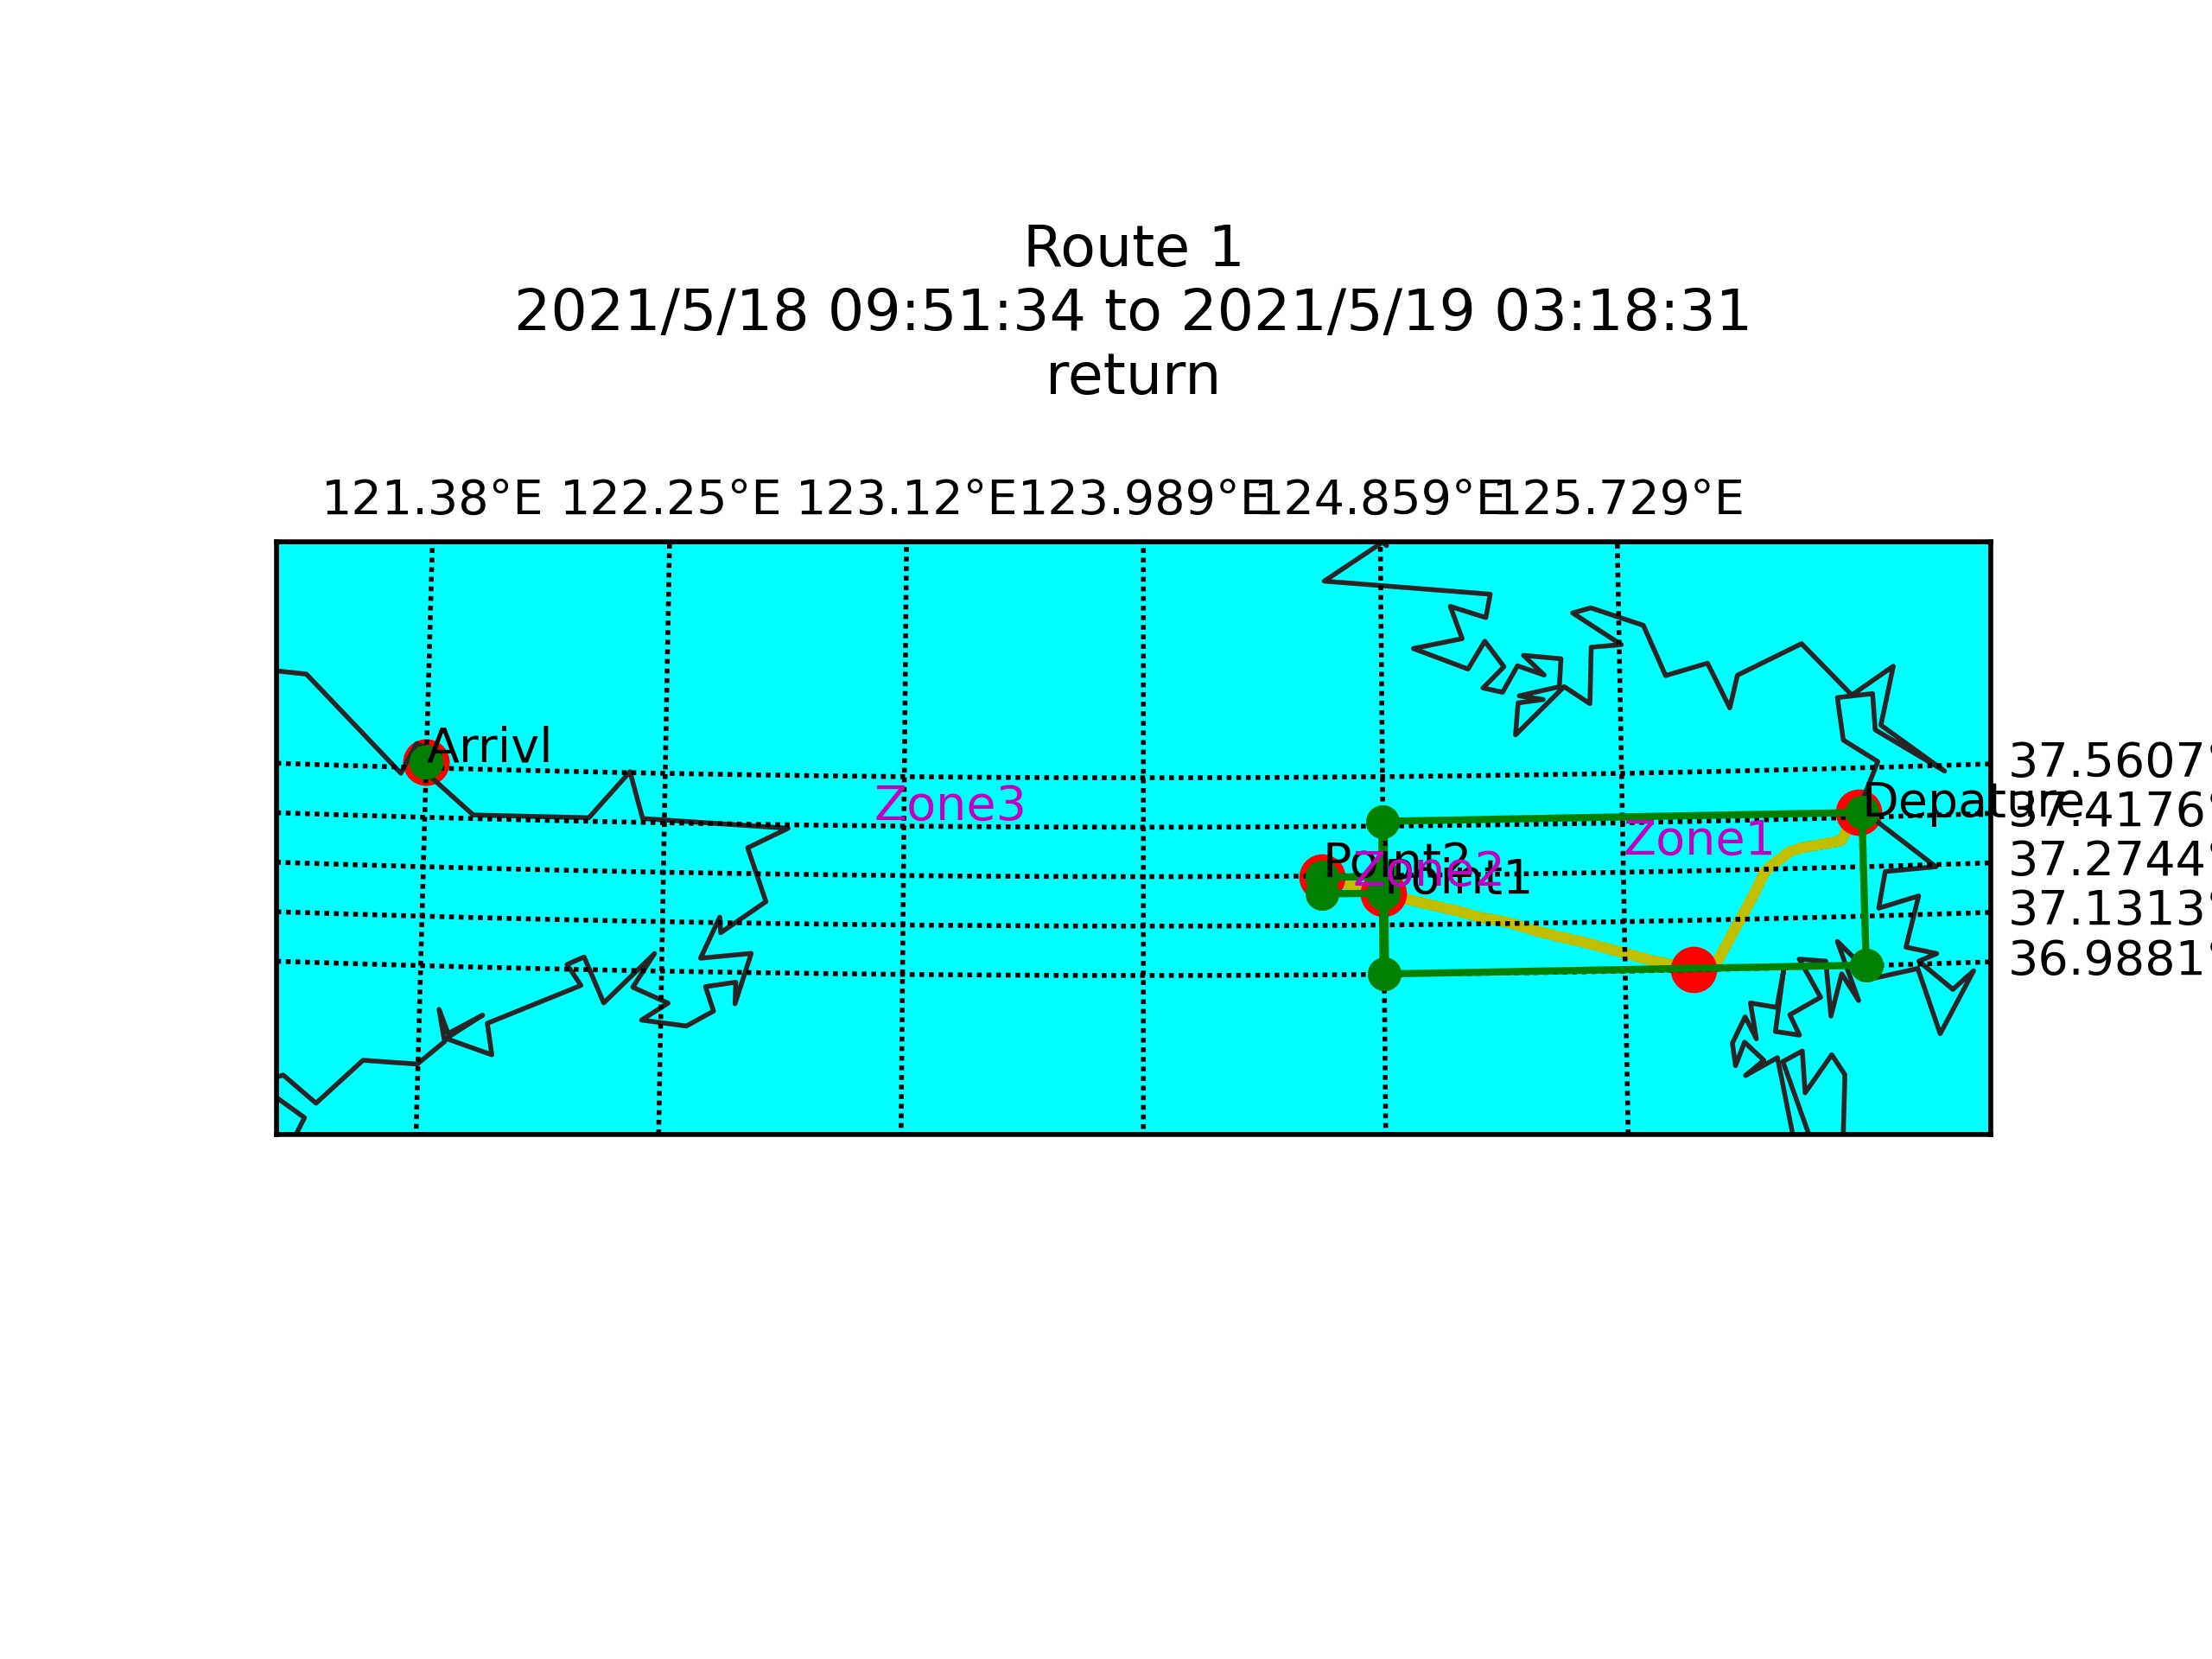 Route 1
2021/5/18 09:51:34 to 2021/5/19 03:18:31
return
121.38°E 122.25°E 123.12°E 123.989°E 124.859°E 125.729°E
Arrivl
37.5607°
Zone3
Depature
37.4176°
Zone1
Point2
Zone2
37.2744°
Point1
37.1313°
36.9881°